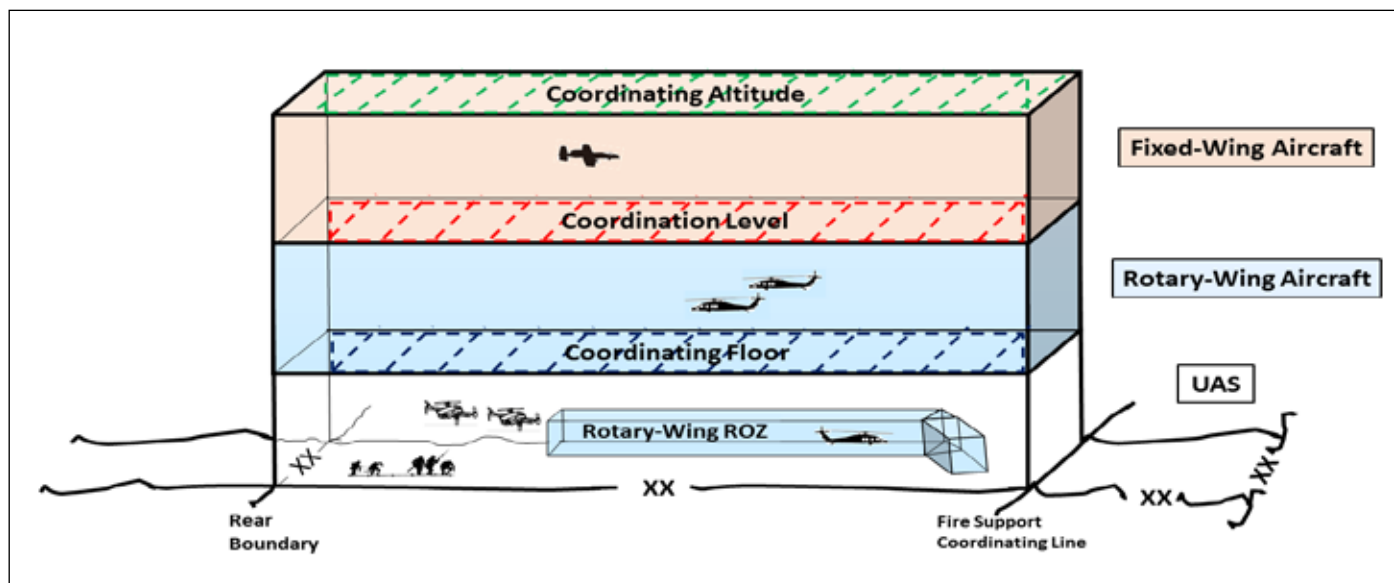 Coordinating Altitude
Fixed-Wing Aircraft
Coordination Level
Rotary-Wing Aircraft
Coordinating Floor
UAS
Rotary-Wing ROZ
XX
XX
XX
XX
Rear
Boundary
Fire Support
Coordinating Line